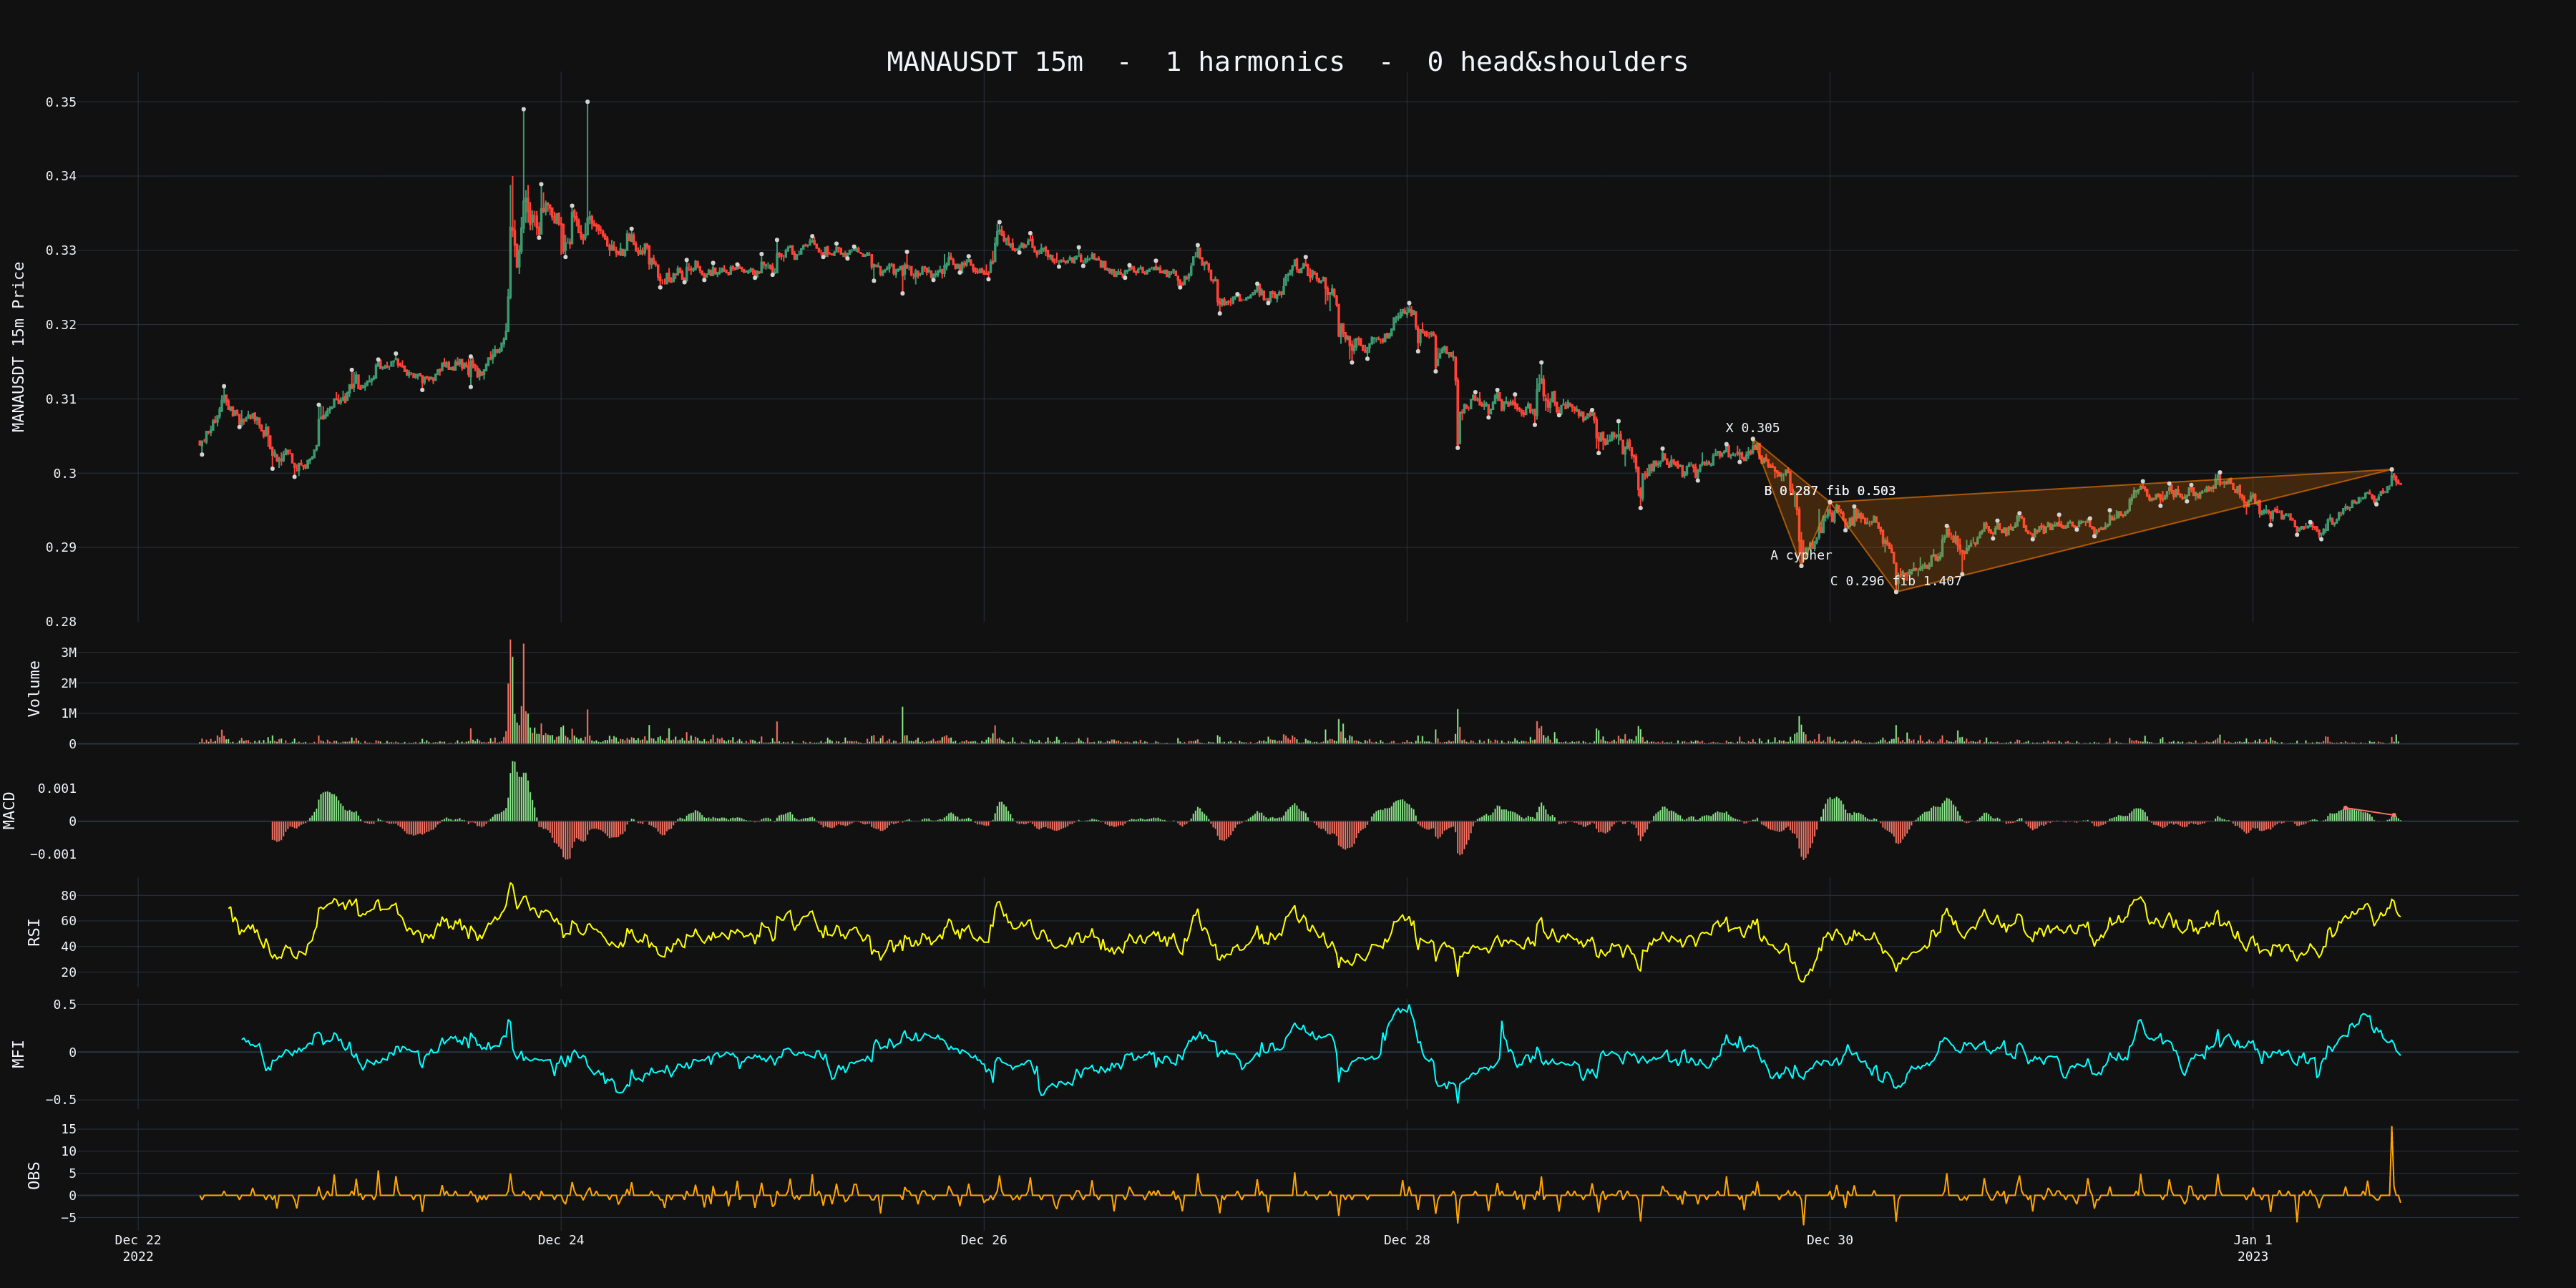 MANAUSDT 15m  -  1 harmonics  -  0 head&shoulders
MANAUSDT 15m Price
0.35
0.34
0.33
0.32
0.31
0.3
0.29
0.28
X 0.305
B 0.287 fib 0.503
A cypher
C 0.296 fib 1.407
Volume
3M
2M
1M
0
MACD
0.001
0
−0.001
RSI
80
60
40
20
MFI
0.5
0
−0.5
OBS
15
10
5
0
−5
Dec 22
2022
Dec 24
Dec 26
Dec 28
Dec 30
Jan 1
2023